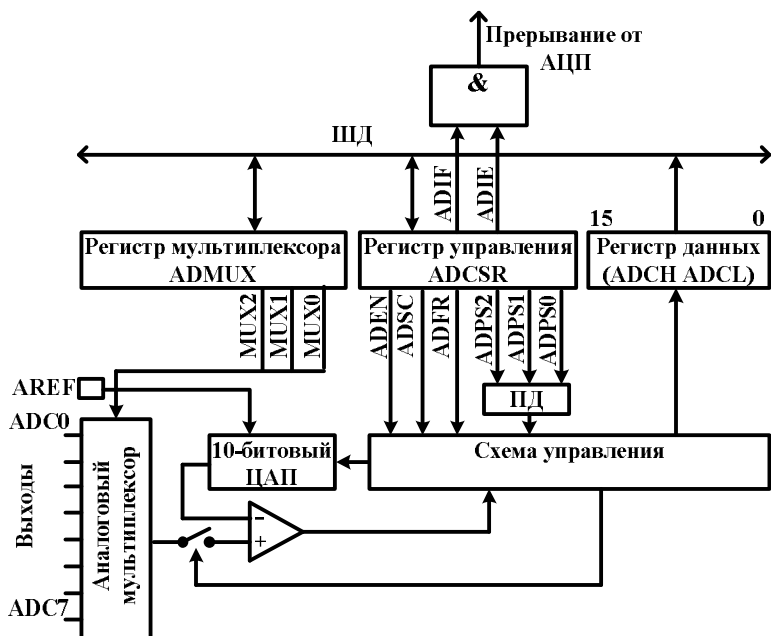 Прерывание от
АЦП
&
ШД
ADIF
ADIE
15
0
Регистр мультиплексора
ADMUX
Регистр управления
ADCSR
Регистр данных
(ADCH ADCL)
MUX2
MUX1
MUX0
ADEN
ADSC
ADFR
ADPS2
ADPS1
ADPS0
AREF
ПД
ADC0
10-битовый
ЦАП
Схема управления
Выходы
Аналоговый
мультиплексор
-
+
ADC7